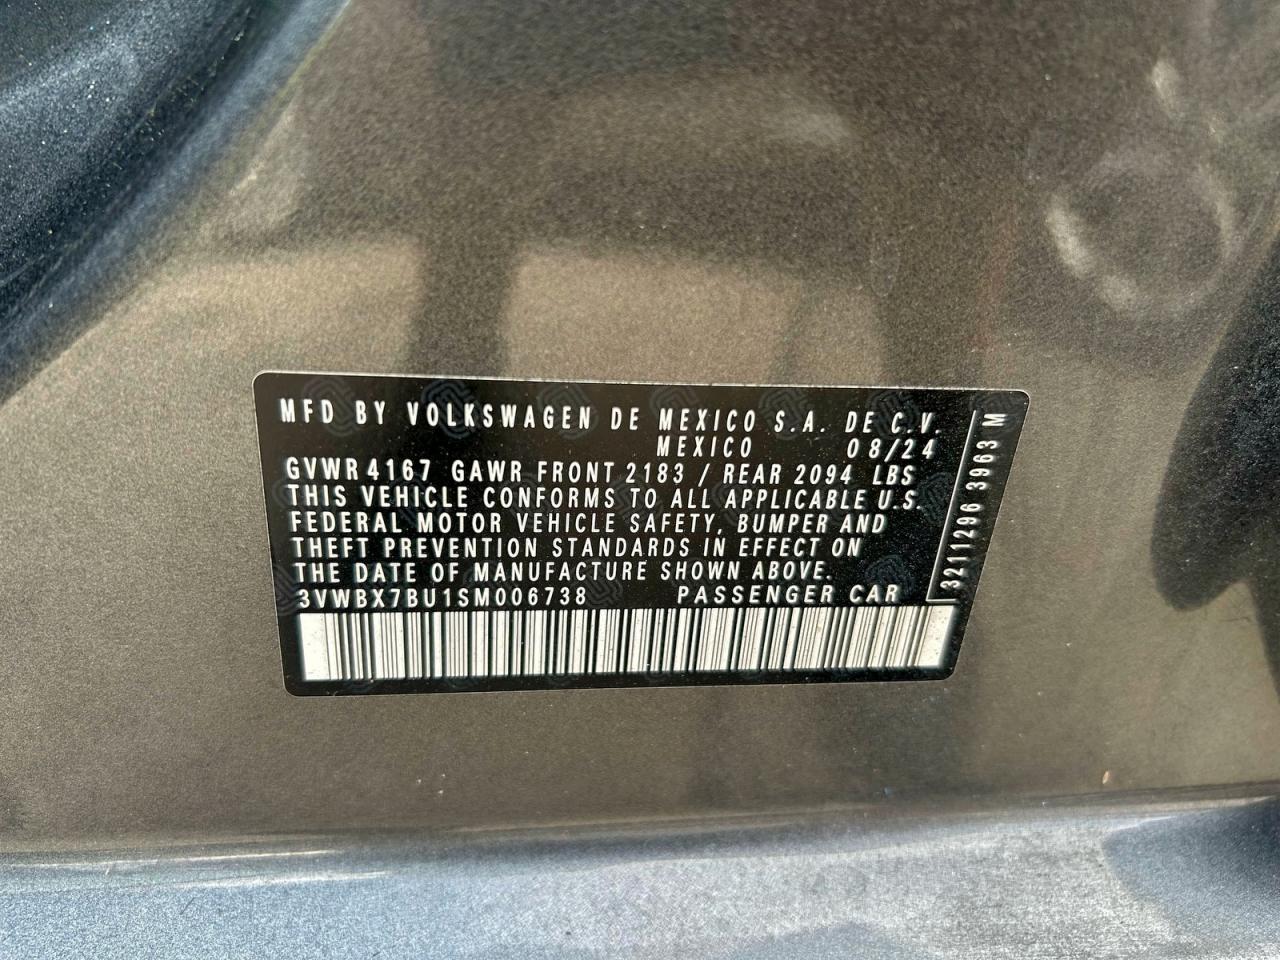 MFD BY VOLKSWAGEN DE MEXICO S.A. DE C.V.
MEXICO 08/24
GVWR 4167 GAWR FRONT 2183 / REAR 2094 LBS
THIS VEHICLE CONFORMS TO ALL APPLICABLE U.S.
FEDERAL MOTOR VEHICLE SAFETY, BUMPER AND
THEFT PREVENTION STANDARDS IN EFFECT ON
THE DATE OF MANUFACTURE SHOWN ABOVE.
3VWBX7BU1SM006738 PASSENGER CAR
3211296 3963 M